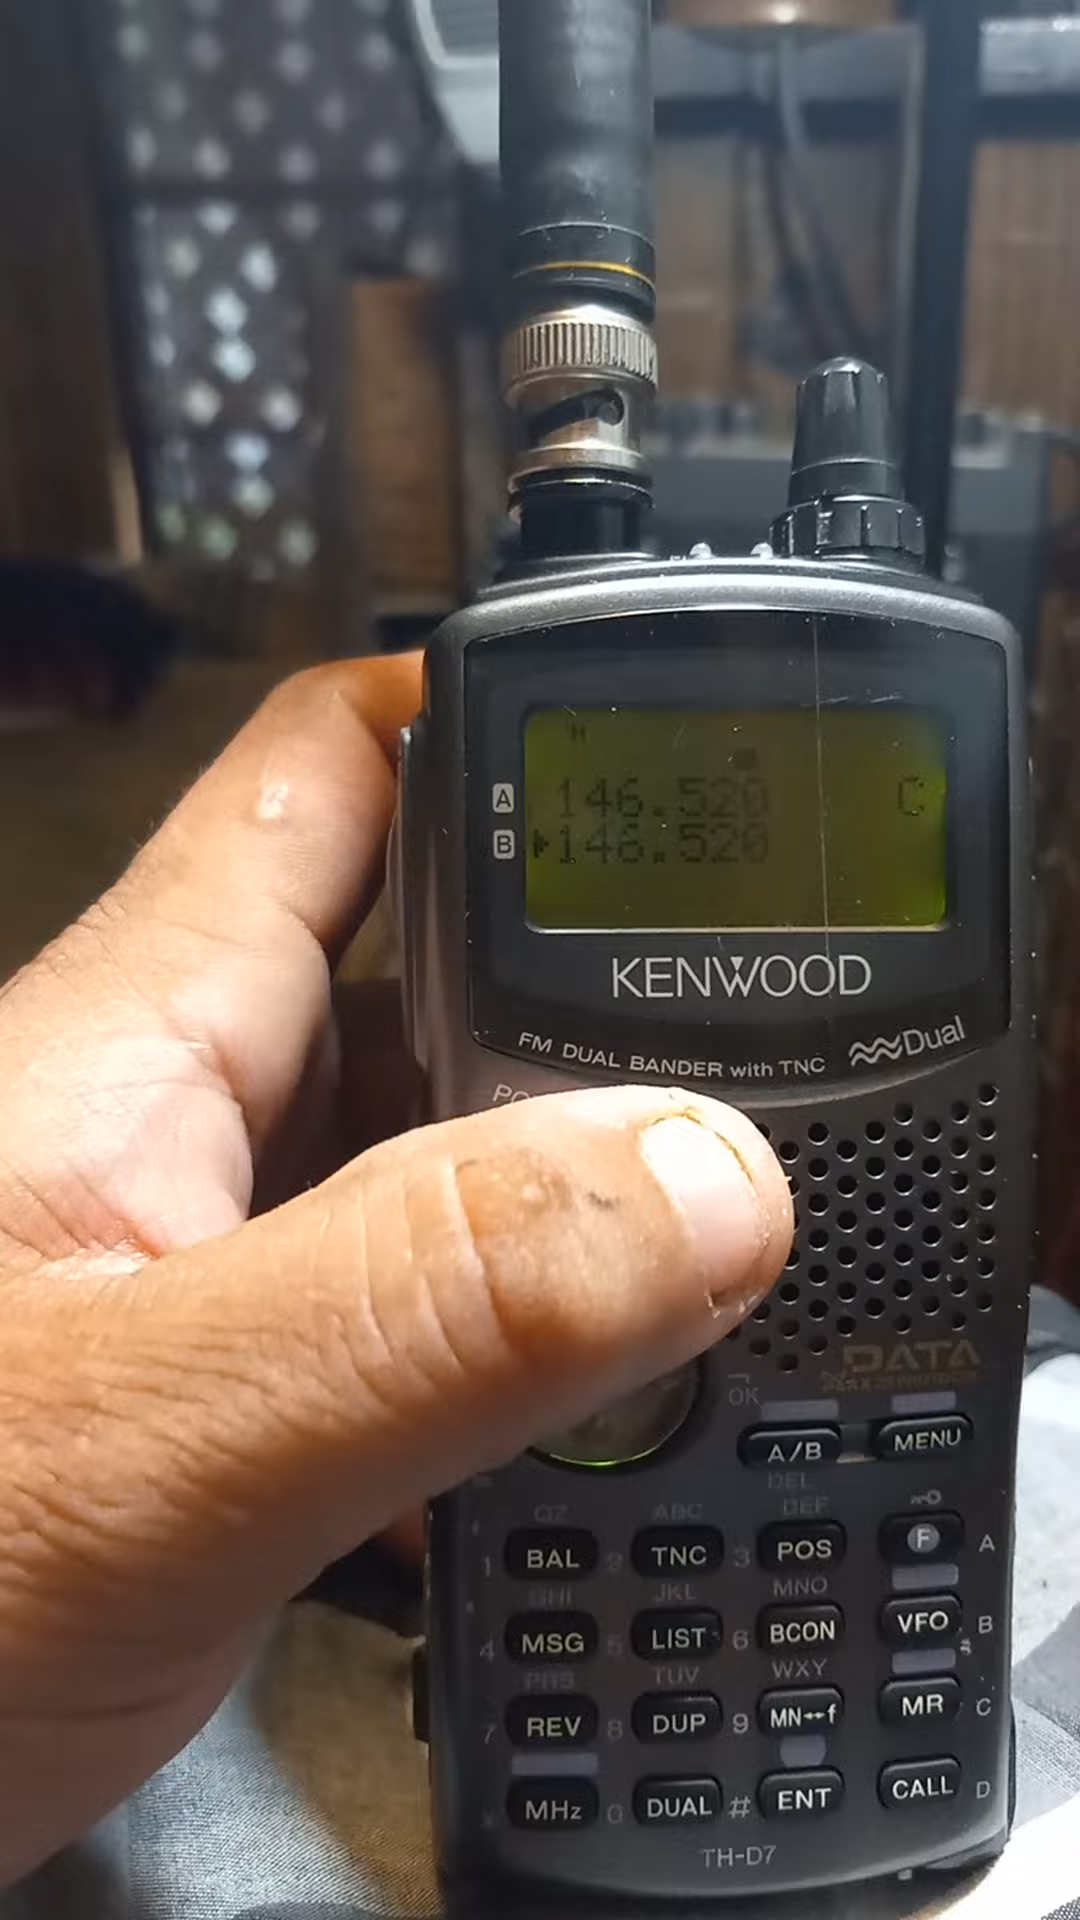 H
A 146.520 C
B 146.520
KENWOOD
FM DUAL BANDER with TNC Dual
DATA
OK
A/B MENU
DEL
QZ ABC DEF
1 BAL 2 TNC 3 POS F A
GHI JKL MNO
4 MSG 5 LIST 6 BCON VFO B
PRS TUV WXY
7 REV 8 DUP 9 MN↔f MR C
MHz 0 DUAL # ENT CALL D
TH-D7